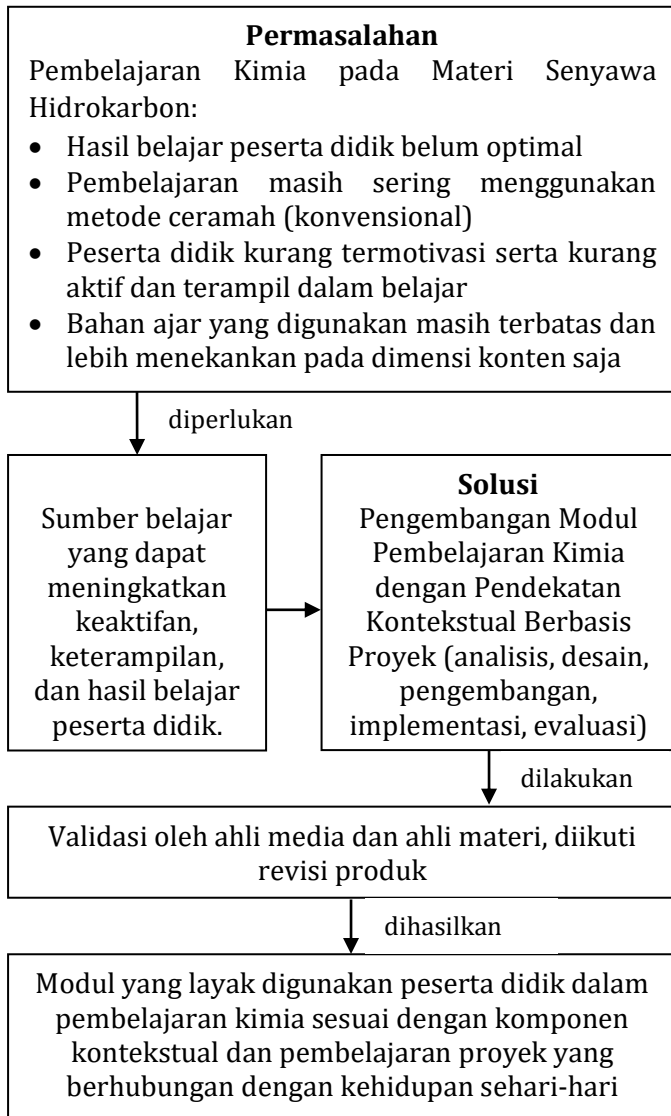 Permasalahan
Pembelajaran Kimia pada Materi Senyawa
Hidrokarbon:
• Hasil belajar peserta didik belum optimal
• Pembelajaran masih sering menggunakan
metode ceramah (konvensional)
• Peserta didik kurang termotivasi serta kurang
aktif dan terampil dalam belajar
• Bahan ajar yang digunakan masih terbatas dan
lebih menekankan pada dimensi konten saja
diperlukan
Sumber belajar
yang dapat
meningkatkan
keaktifan,
keterampilan,
dan hasil belajar
peserta didik.
Solusi
Pengembangan Modul
Pembelajaran Kimia
dengan Pendekatan
Kontekstual Berbasis
Proyek (analisis, desain,
pengembangan,
implementasi, evaluasi)
dilakukan
Validasi oleh ahli media dan ahli materi, diikuti
revisi produk
dihasilkan
Modul yang layak digunakan peserta didik dalam
pembelajaran kimia sesuai dengan komponen
kontekstual dan pembelajaran proyek yang
berhubungan dengan kehidupan sehari-hari